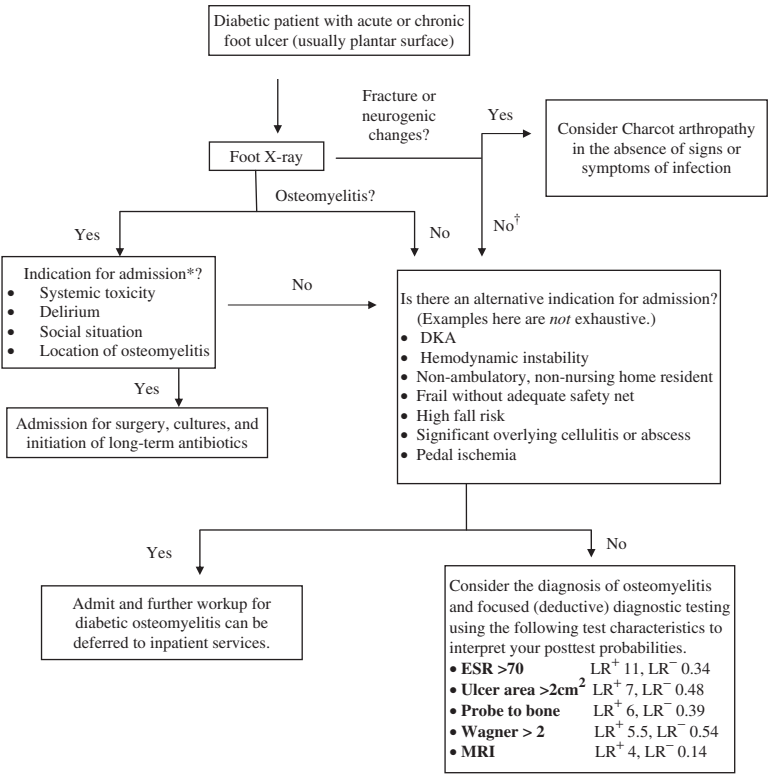 Diabetic patient with acute or chronic
foot ulcer (usually plantar surface)
Fracture or
neurogenic
changes?
Yes
Consider Charcot arthropathy
in the absence of signs or
symptoms of infection
Foot X-ray
Osteomyelitis?
Yes
No
No†
Indication for admission*?
• Systemic toxicity
• Delirium
• Social situation
• Location of osteomyelitis
No
Is there an alternative indication for admission?
(Examples here are not exhaustive.)
• DKA
• Hemodynamic instability
• Non-ambulatory, non-nursing home resident
• Frail without adequate safety net
• High fall risk
• Significant overlying cellulitis or abscess
• Pedal ischemia
Yes
Admission for surgery, cultures, and
initiation of long-term antibiotics
Yes
No
Admit and further workup for
diabetic osteomyelitis can be
deferred to inpatient services.
Consider the diagnosis of osteomyelitis
and focused (deductive) diagnostic testing
using the following test characteristics to
interpret your posttest probabilities.
• ESR >70 LR⁺ 11, LR⁻ 0.34
• Ulcer area >2cm² LR⁺ 7, LR⁻ 0.48
• Probe to bone LR⁺ 6, LR⁻ 0.39
• Wagner > 2 LR⁺ 5.5, LR⁻ 0.54
• MRI LR⁺ 4, LR⁻ 0.14